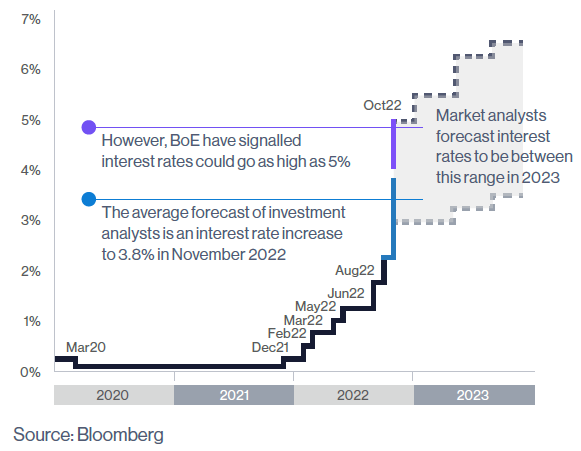 7%
6%
5%
4%
3%
2%
1%
0%
Oct22
Market analysts
forecast interest
rates to be between
this range in 2023
However, BoE have signalled
interest rates could go as high as 5%
The average forecast of investment
analysts is an interest rate increase
to 3.8% in November 2022
Aug22
Jun22
May22
Mar22
Feb22
Dec21
Mar20
2020
2021
2022
2023
Source: Bloomberg